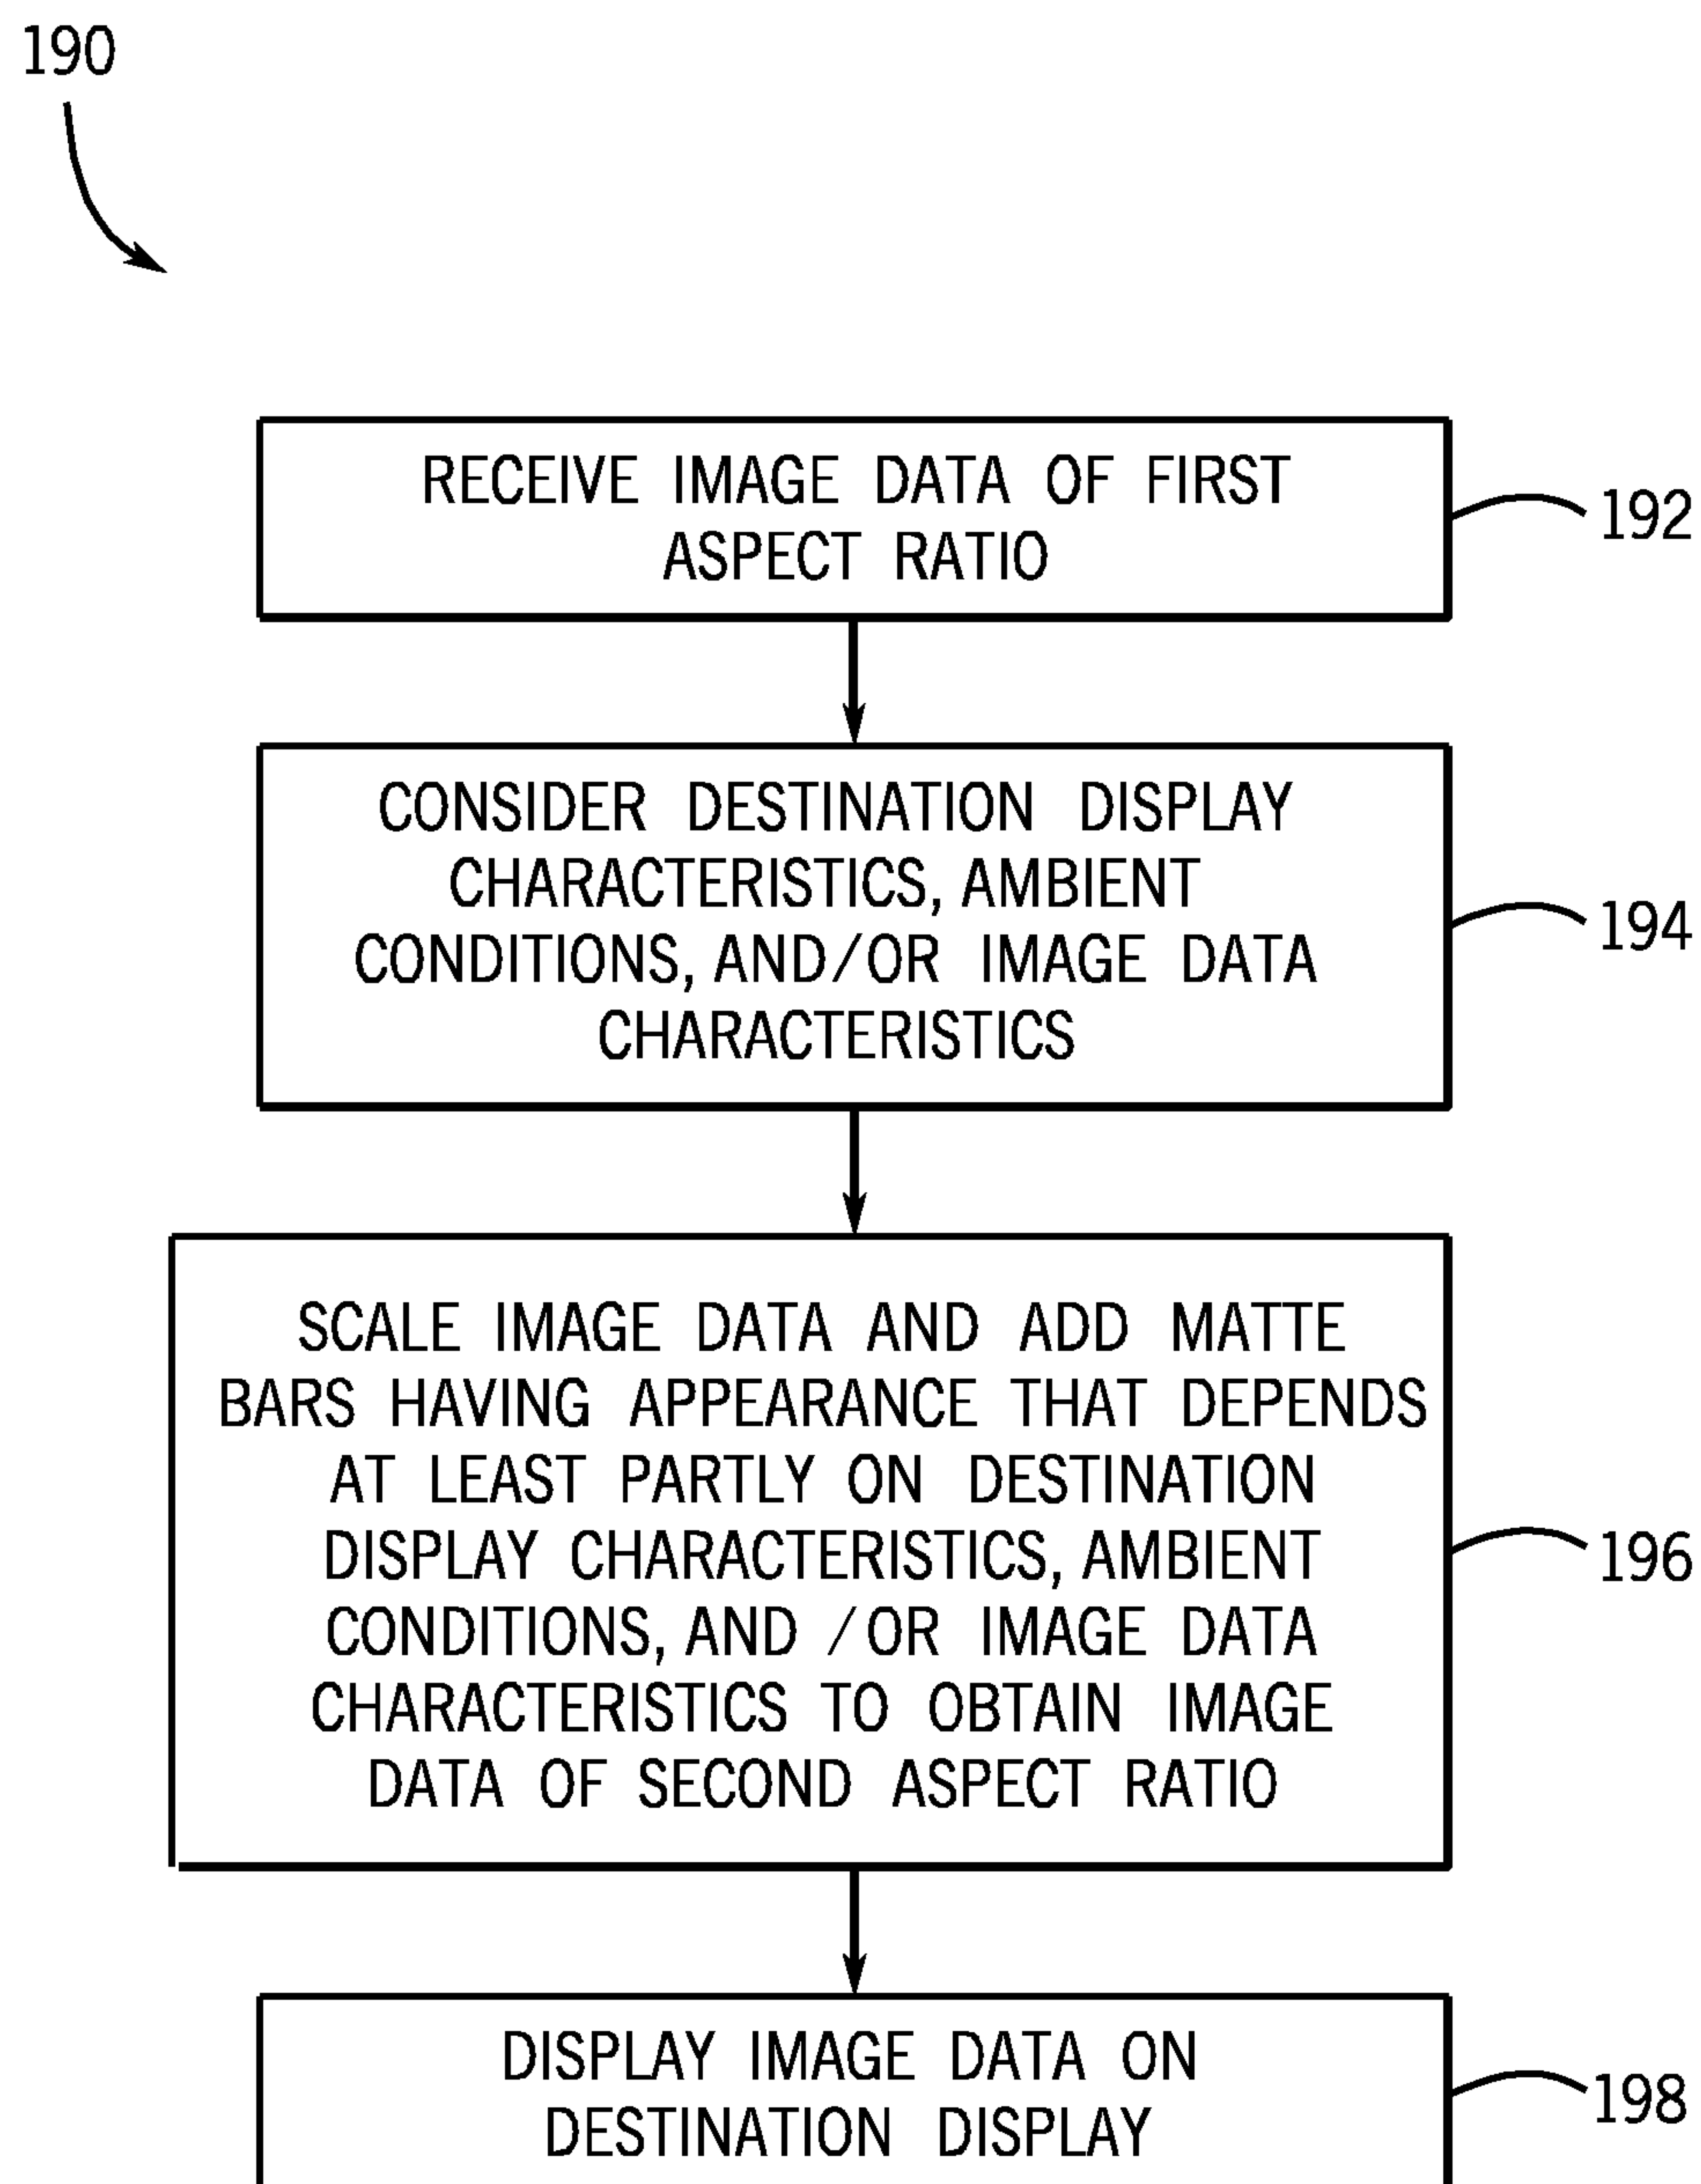 190
RECEIVE IMAGE DATA OF FIRST
ASPECT RATIO
192
CONSIDER DESTINATION DISPLAY
CHARACTERISTICS, AMBIENT
CONDITIONS, AND/OR IMAGE DATA
CHARACTERISTICS
194
SCALE IMAGE DATA AND ADD MATTE
BARS HAVING APPEARANCE THAT DEPENDS
AT LEAST PARTLY ON DESTINATION
DISPLAY CHARACTERISTICS, AMBIENT
CONDITIONS, AND /OR IMAGE DATA
CHARACTERISTICS TO OBTAIN IMAGE
DATA OF SECOND ASPECT RATIO
196
DISPLAY IMAGE DATA ON
DESTINATION DISPLAY
198